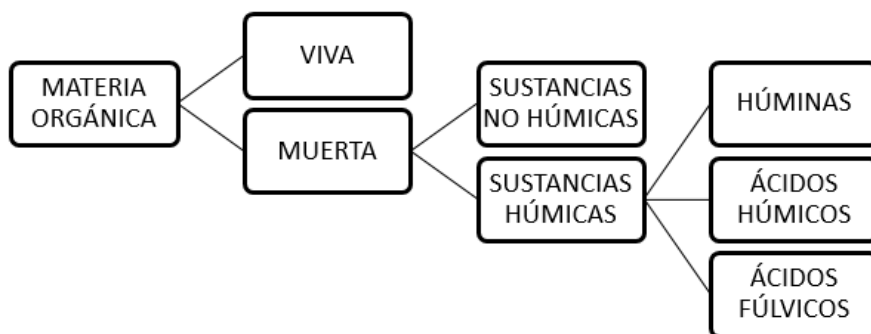 MATERIA
ORGÁNICA
VIVA
MUERTA
SUSTANCIAS
NO HÚMICAS
SUSTANCIAS
HÚMICAS
HÚMINAS
ÁCIDOS
HÚMICOS
ÁCIDOS
FÚLVICOS